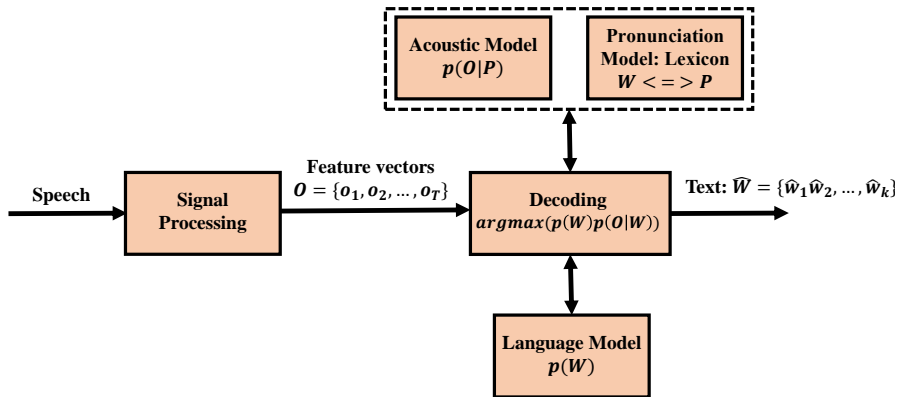 Acoustic Model
p(O|P)
Pronunciation
Model: Lexicon
W <=> P
Speech
Signal
Processing
Feature vectors
O = {o₁, o₂, ..., o_T}
Decoding
argmax(p(W)p(O|W))
Text: Ŵ = {ŵ₁ŵ₂, ..., ŵₖ}
Language Model
p(W)